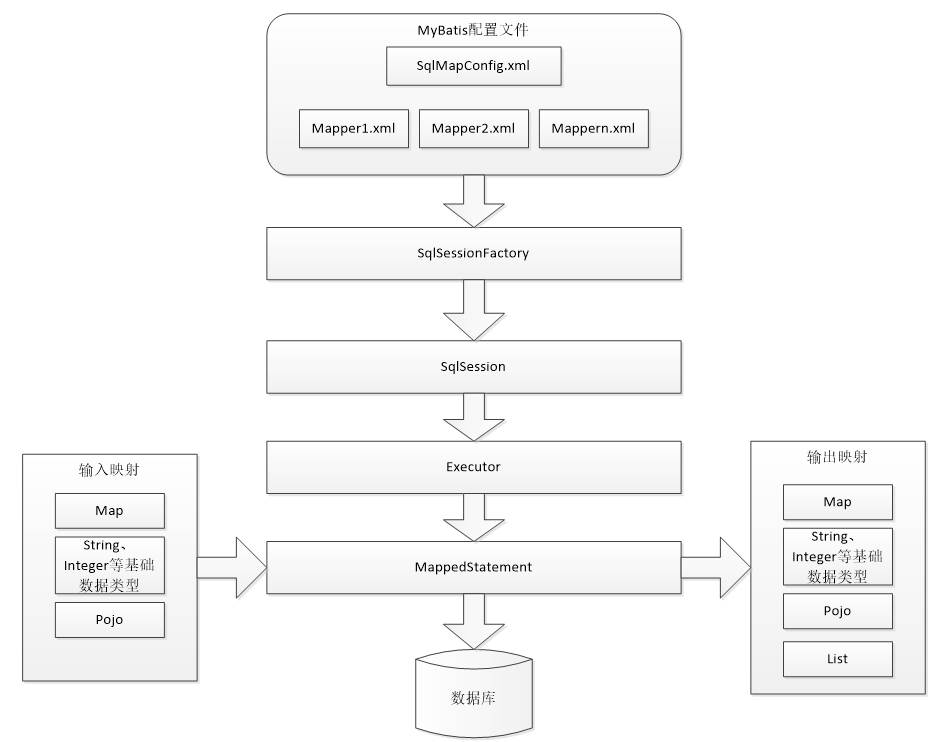 MyBatis配置文件
SqlMapConfig.xml
Mapper1.xml
Mapper2.xml
Mappern.xml
SqlSessionFactory
SqlSession
Executor
输入映射
Map
String、
Integer等基础
数据类型
Pojo
MappedStatement
输出映射
Map
String、
Integer等基础
数据类型
Pojo
List
数据库